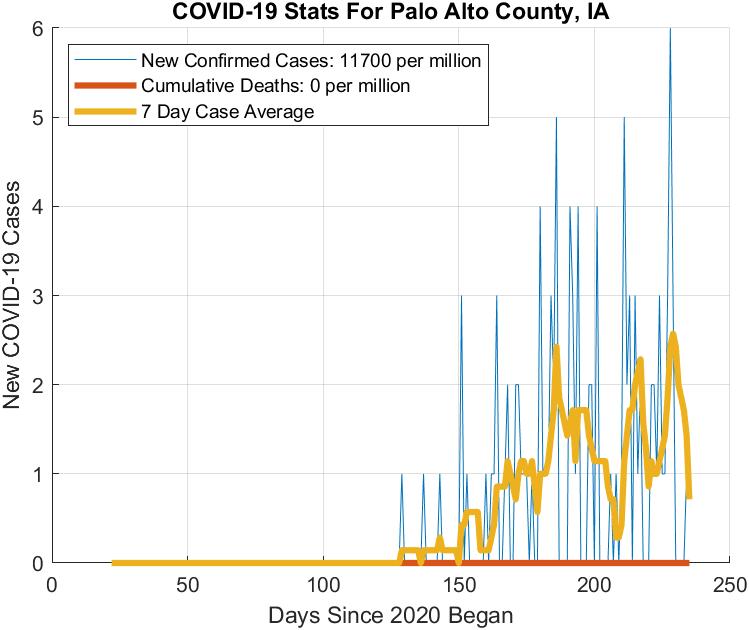 COVID-19 Stats For Palo Alto County, IA
New Confirmed Cases: 11700 per million
Cumulative Deaths: 0 per million
7 Day Case Average
New COVID-19 Cases
6
5
4
3
2
1
0
0 50 100 150 200 250
Days Since 2020 Began